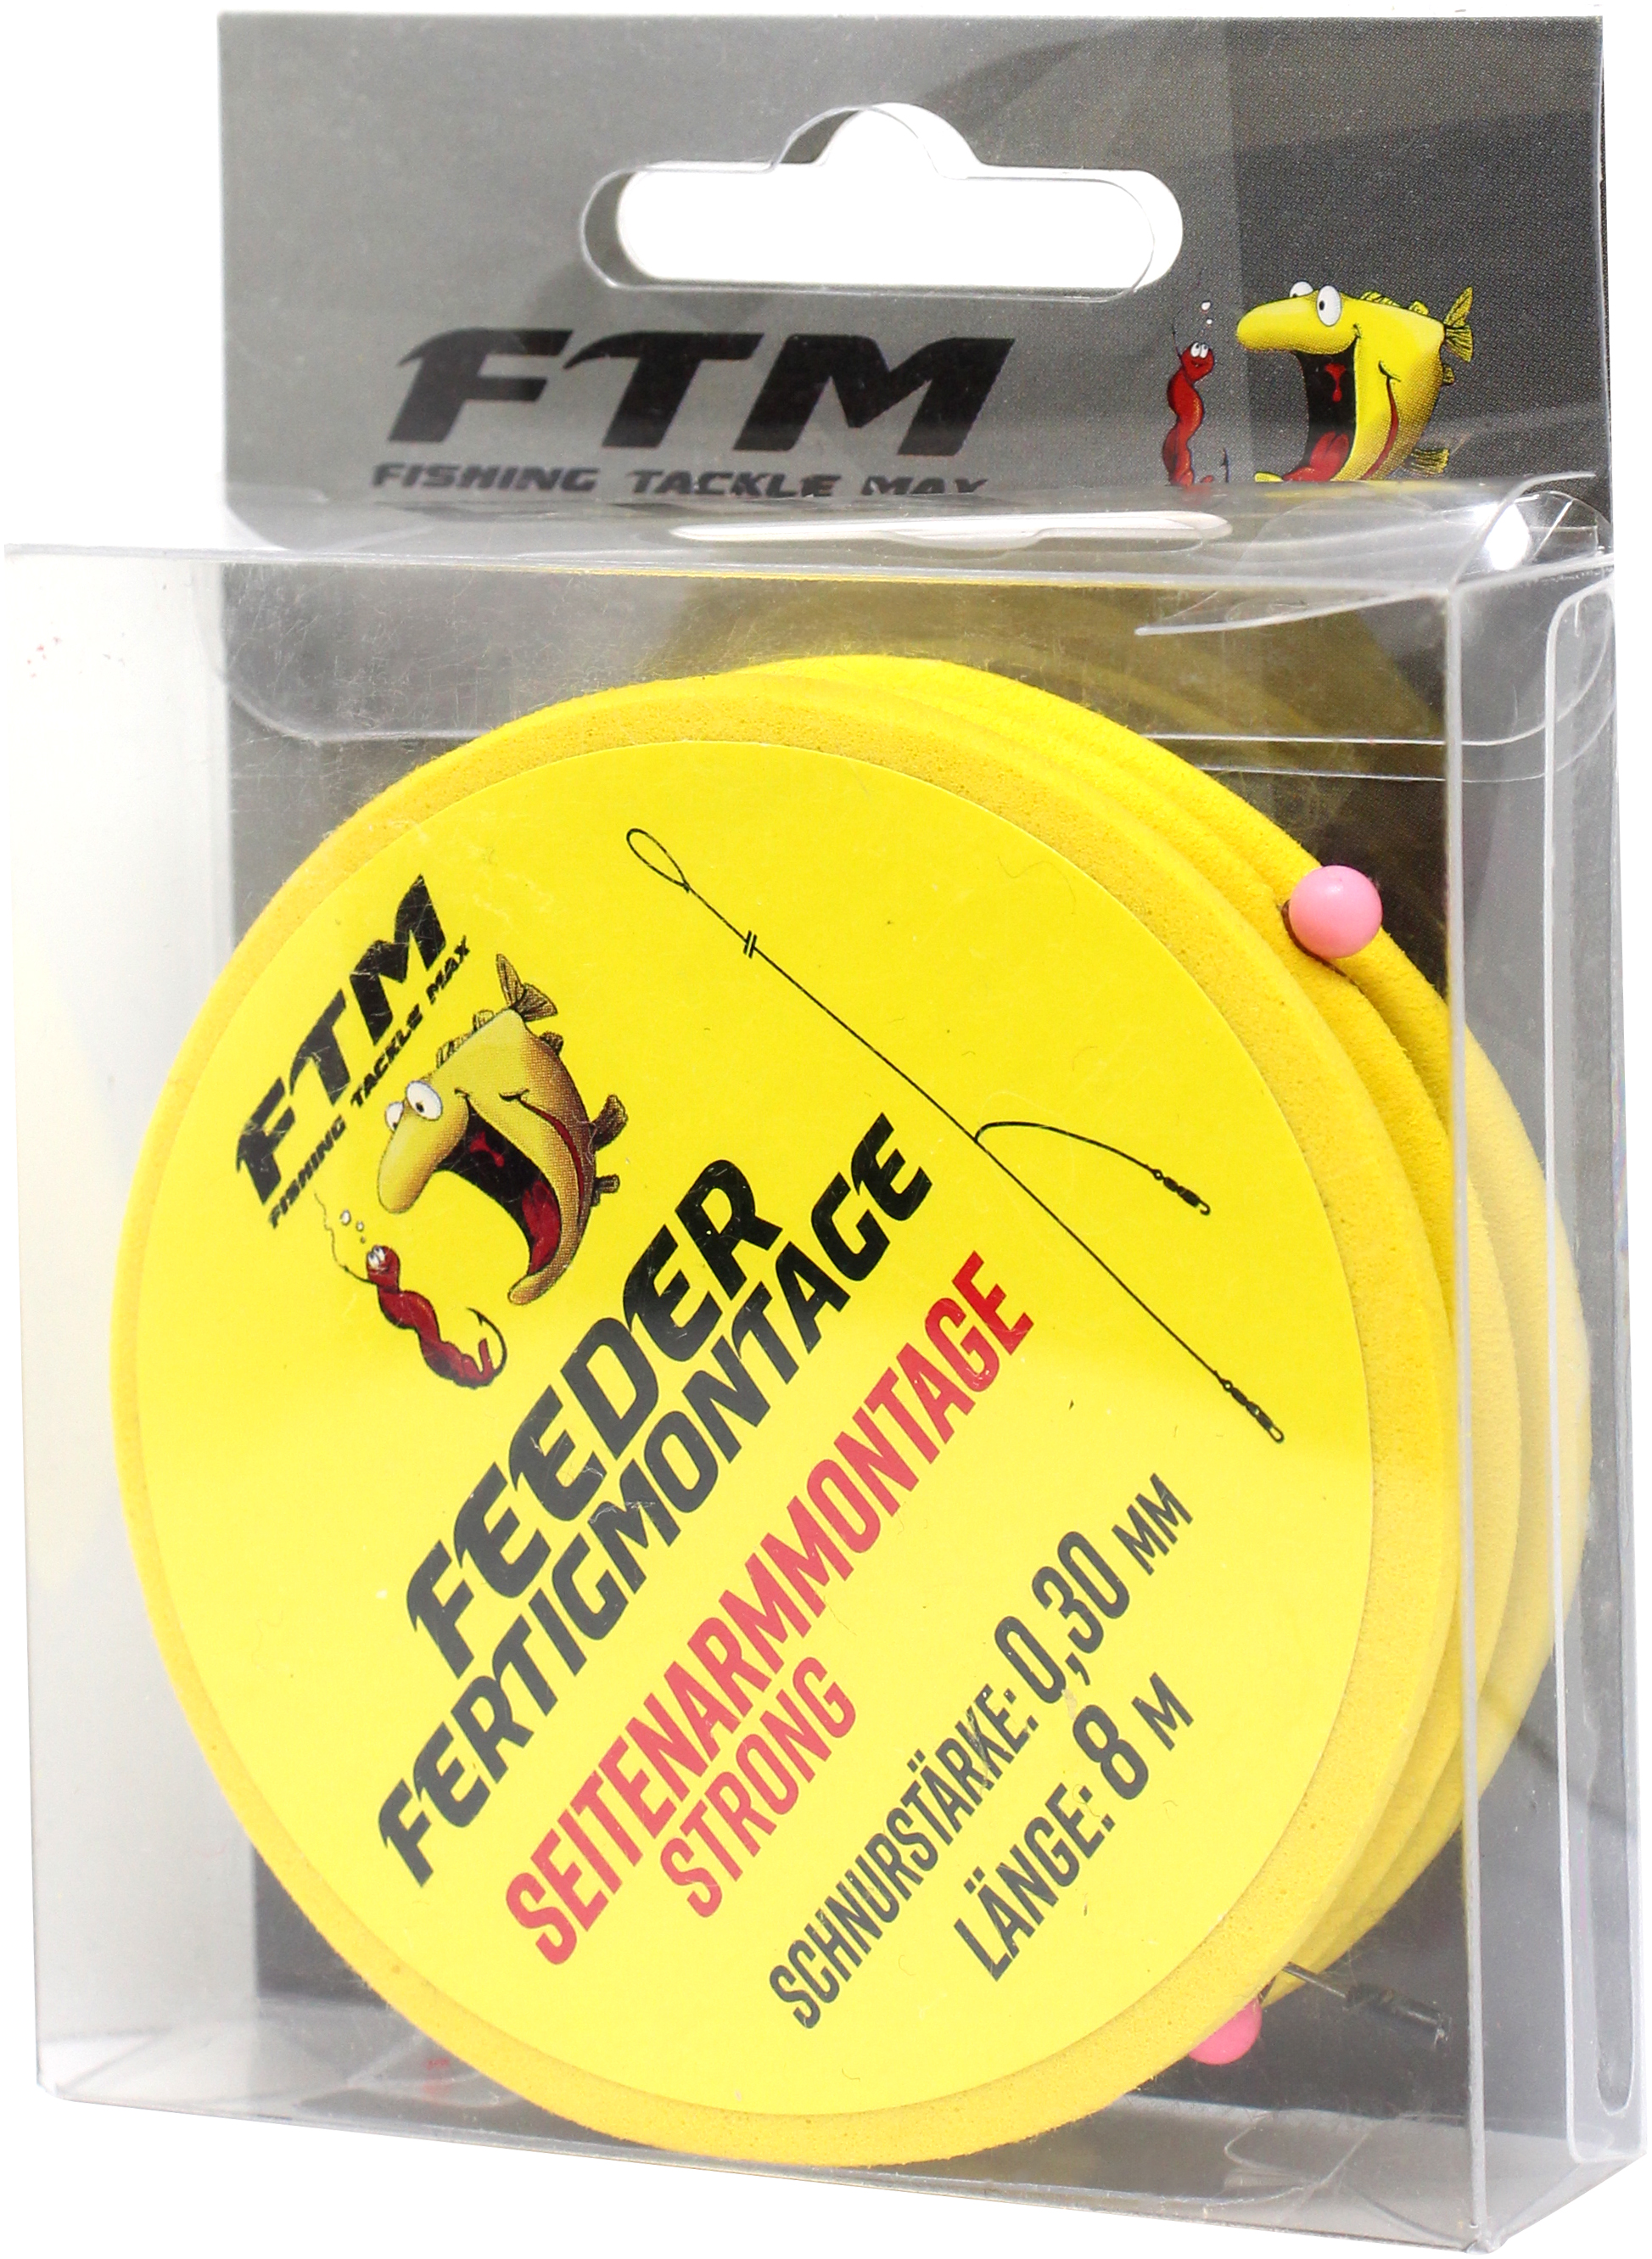 FTM
FISHING TACKLE MAX
FTM
FISHING TACKLE MAX
FEEDER
FERTIGMONTAGE
SEITENARMMONTAGE
STRONG
SCHNURSTÄRKE: 0,30 MM
LÄNGE: 8 M